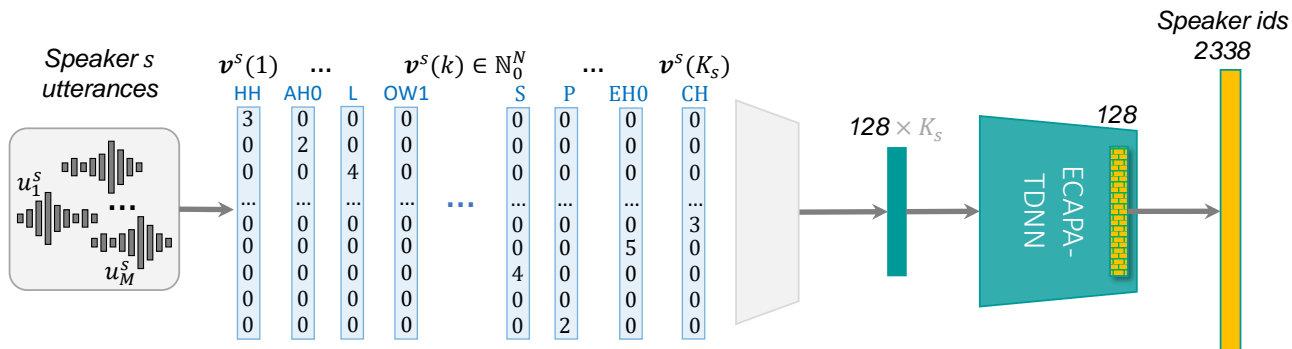 Speaker s
utterances
u_1^s
...
u_M^s
v^s(1) ... v^s(k) ∈ ℕ_0^N ... v^s(K_s)
HH AH0 L OW1 S P EH0 CH
3 0 0 0 0 0 0 0
0 2 0 0 0 0 0 0
0 0 4 0 0 0 0 0
... ... ... ... ... ... ... ... ...
0 0 0 0 0 0 0 3
0 0 0 0 0 0 5 0
0 0 0 0 4 0 0 0
0 0 0 0 0 0 0 0
0 0 0 0 0 2 0 0
128 × K_s
128
ECAPA-
TDNN
Speaker ids
2338